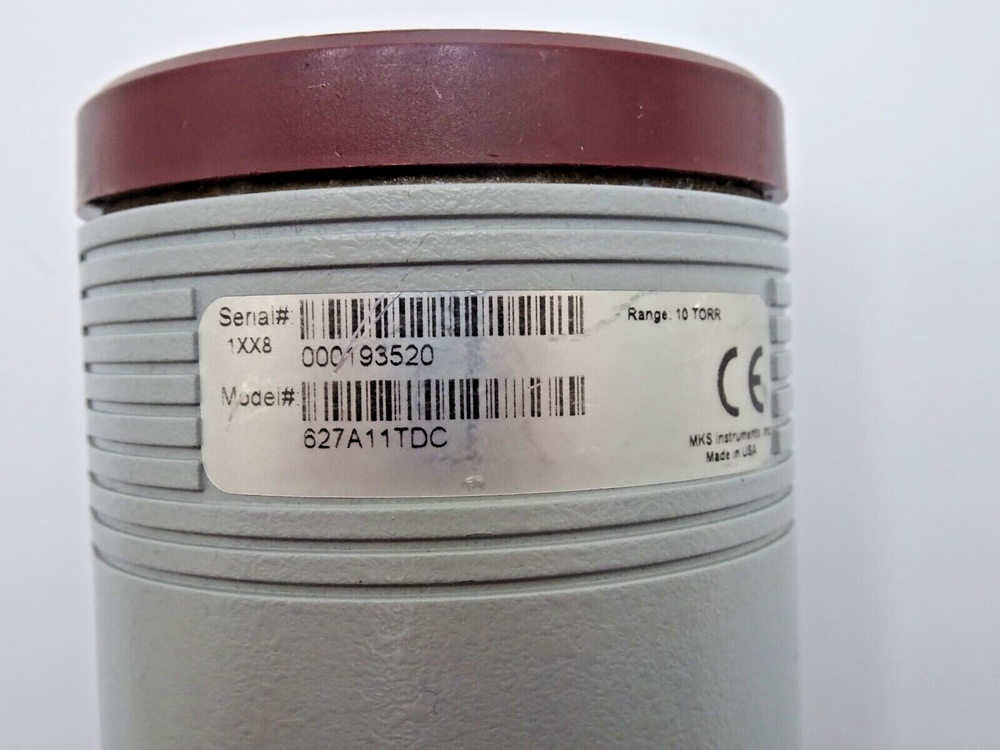 Serial#:
1XX8
000193520
Model#:
627A11TDC
Range: 10 TORR
CE
MKS Instruments, Inc
Made in USA